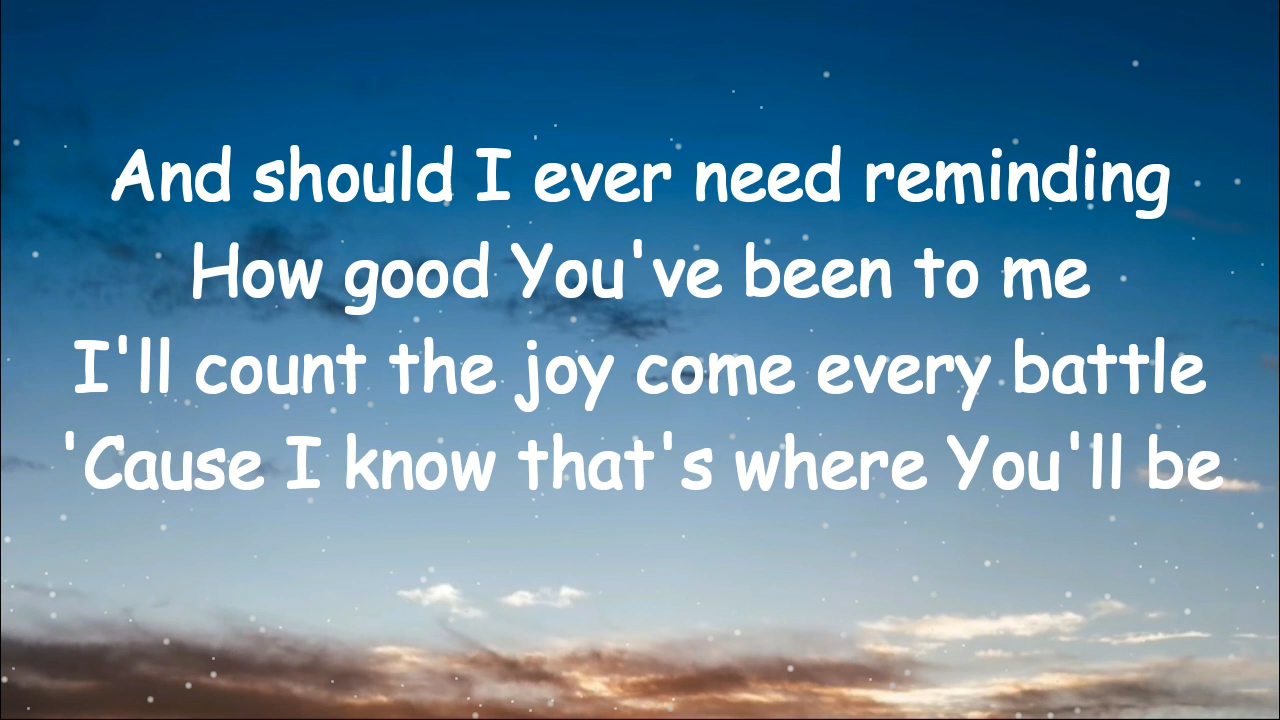 And should I ever need reminding
How good You've been to me
I'll count the joy come every battle
'Cause I know that's where You'll be